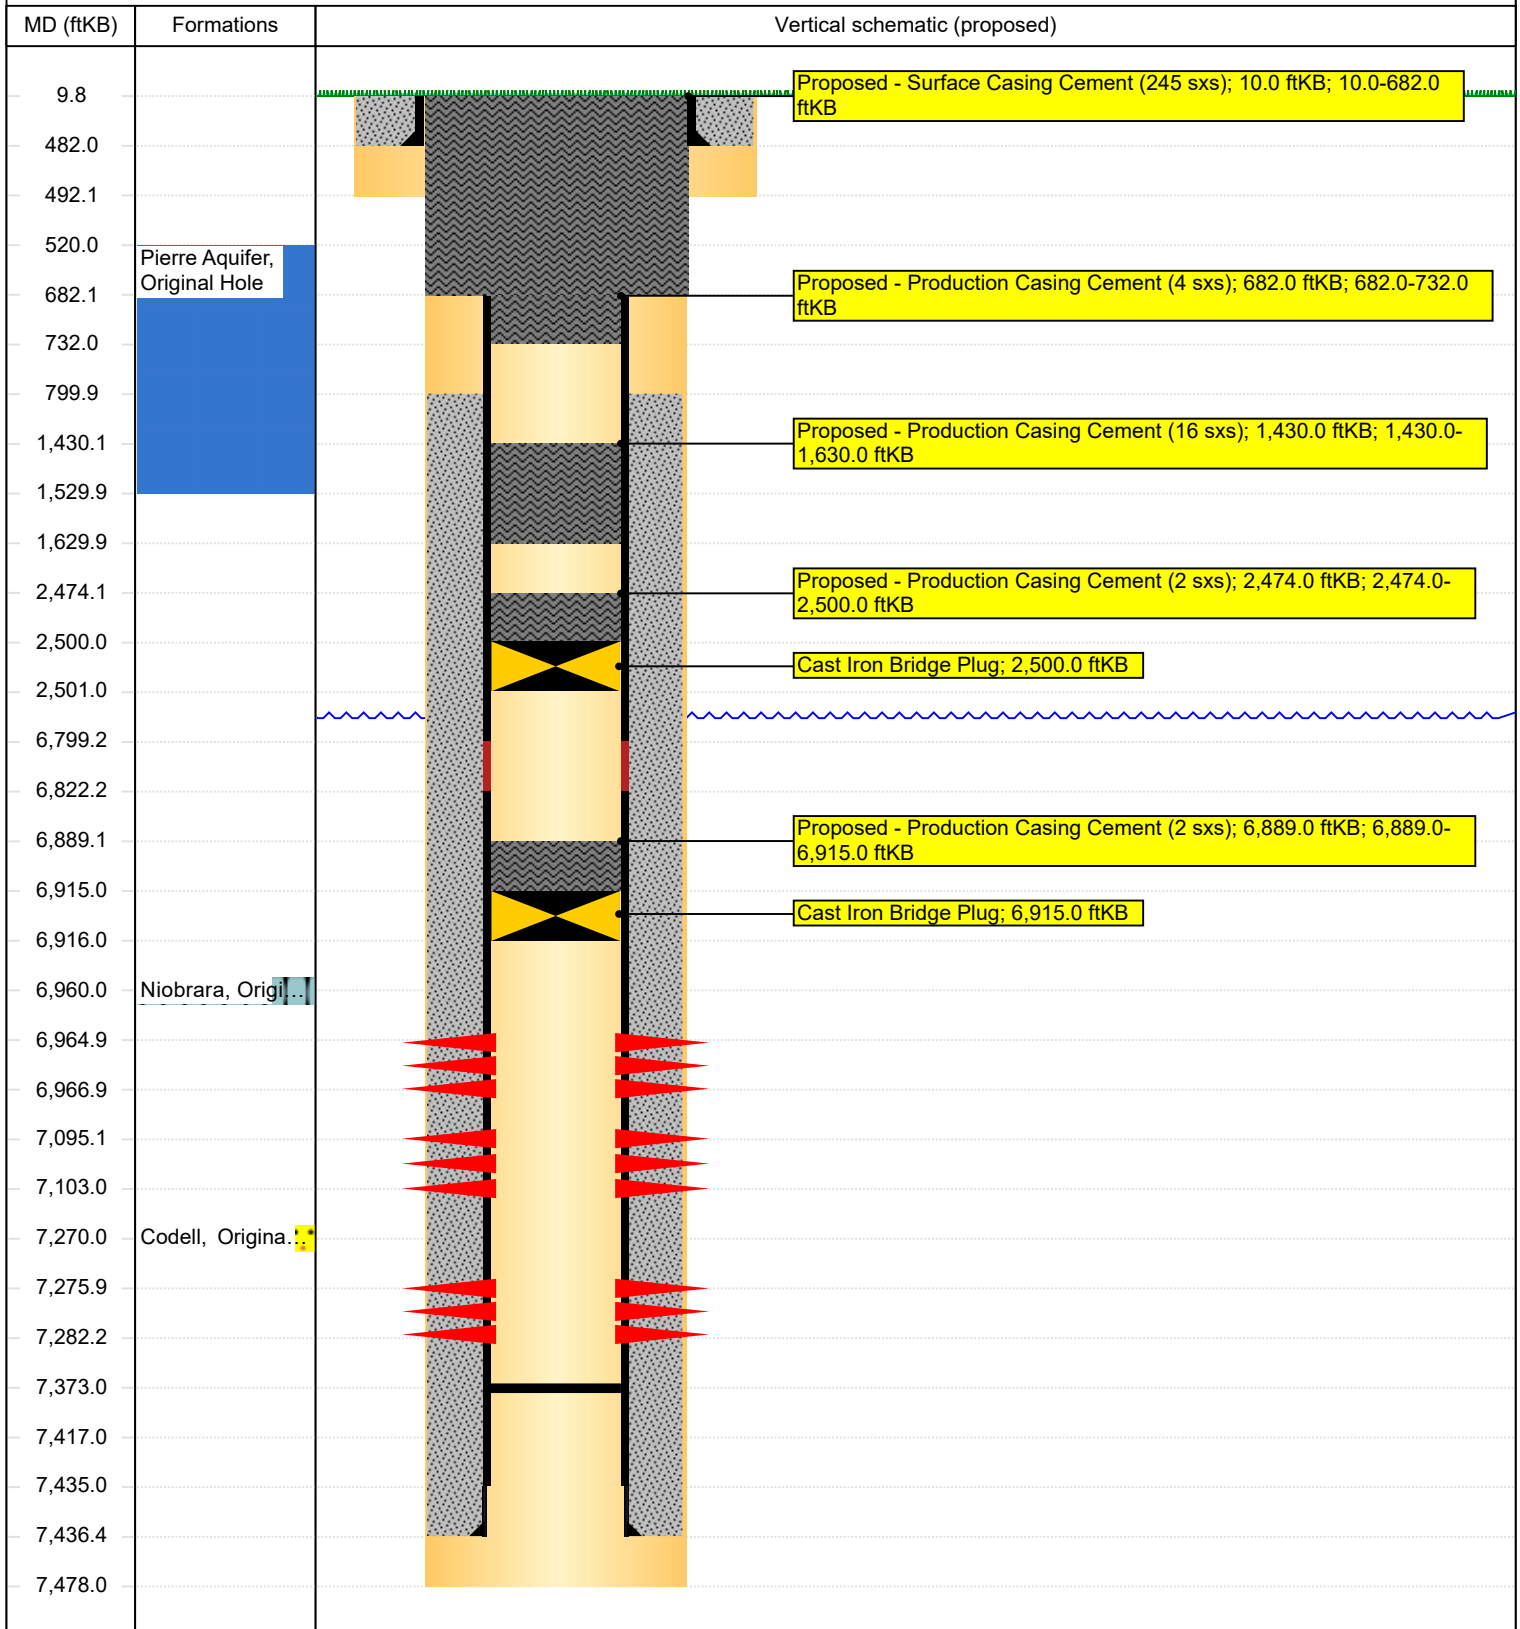 MD (ftKB)
Formations
Vertical schematic (proposed)
9.8
Proposed - Surface Casing Cement (245 sxs); 10.0 ftKB; 10.0-682.0
ftKB
482.0
492.1
520.0
Pierre Aquifer,
Original Hole
682.1
Proposed - Production Casing Cement (4 sxs); 682.0 ftKB; 682.0-732.0
ftKB
732.0
799.9
1,430.1
Proposed - Production Casing Cement (16 sxs); 1,430.0 ftKB; 1,430.0-
1,630.0 ftKB
1,529.9
1,629.9
2,474.1
Proposed - Production Casing Cement (2 sxs); 2,474.0 ftKB; 2,474.0-
2,500.0 ftKB
2,500.0
Cast Iron Bridge Plug; 2,500.0 ftKB
2,501.0
6,799.2
6,822.2
6,889.1
Proposed - Production Casing Cement (2 sxs); 6,889.0 ftKB; 6,889.0-
6,915.0 ftKB
6,915.0
Cast Iron Bridge Plug; 6,915.0 ftKB
6,916.0
6,960.0
Niobrara, Origi...
6,964.9
6,966.9
7,095.1
7,103.0
7,270.0
Codell, Origina...
7,275.9
7,282.2
7,373.0
7,417.0
7,435.0
7,436.4
7,478.0